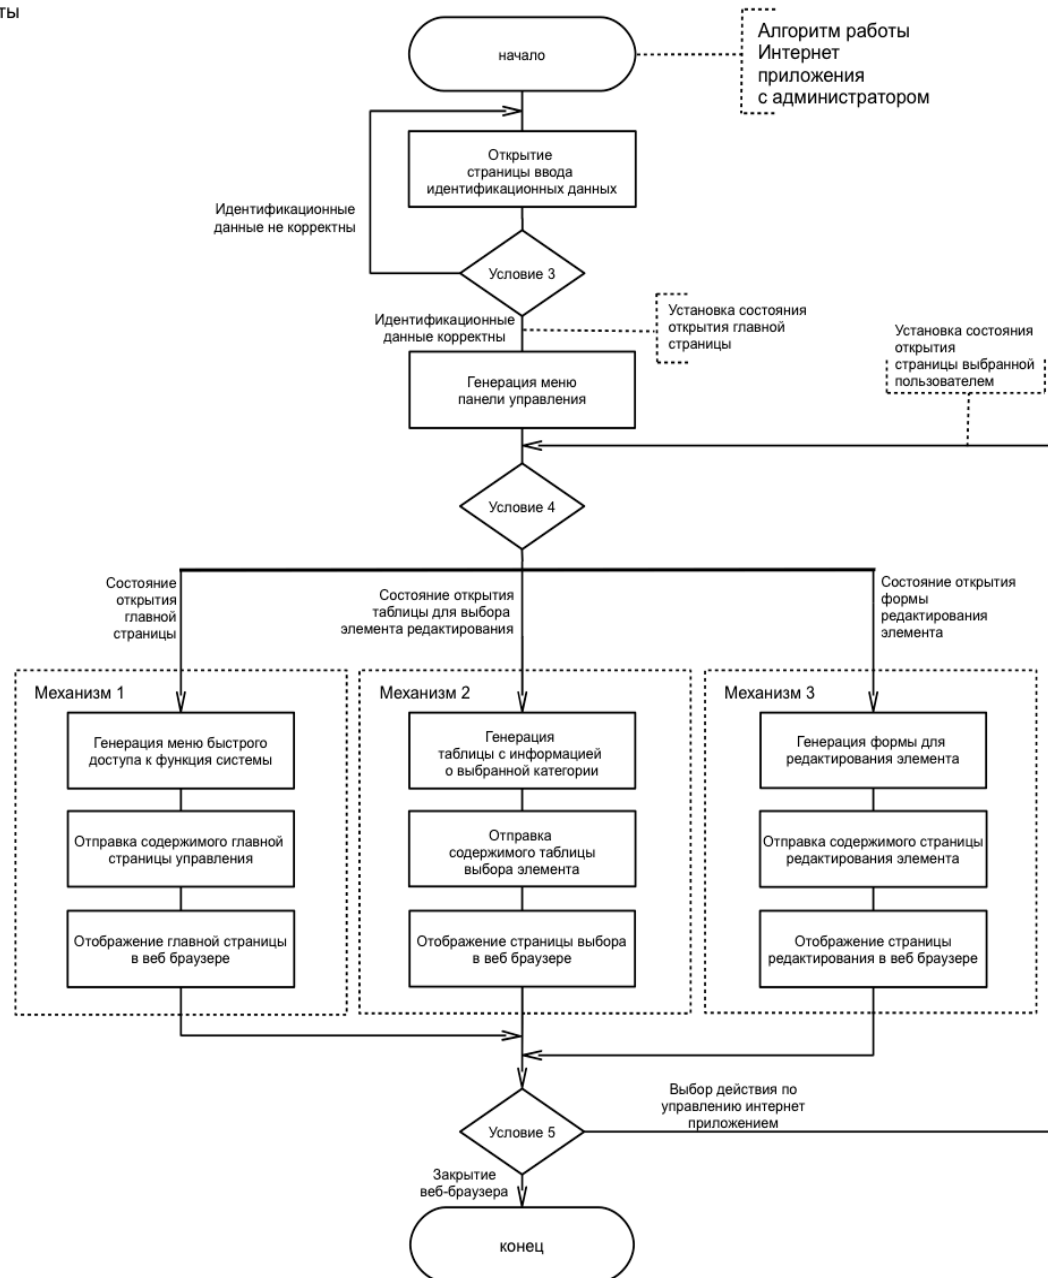 ты
начало
Алгоритм работы
Интернет
приложения
с администратором
Открытие
страницы ввода
идентификационных данных
Идентификационные
данные не корректны
Условие 3
Идентификационные
данные корректны
Установка состояния
открытия главной
страницы
Установка состояния
открытия
страницы выбранной
пользователем
Генерация меню
панели управления
Условие 4
Состояние
открытия
главной
страницы
Состояние открытия
таблицы для выбора
элемента редактирования
Состояние открытия
формы
редактирования
элемента
Механизм 1
Генерация меню быстрого
доступа к функция системы
Отправка содержимого главной
страницы управления
Отображение главной страницы
в веб браузере
Механизм 2
Генерация
таблицы с информацией
о выбранной категории
Отправка
содержимого таблицы
выбора элемента
Отображение страницы выбора
в веб браузере
Механизм 3
Генерация формы для
редактирования элемента
Отправка содержимого страницы
редактирования элемента
Отображение страницы
редактирования в веб браузере
Условие 5
Выбор действия по
управлению интернет
приложением
Закрытие
веб-браузера
конец